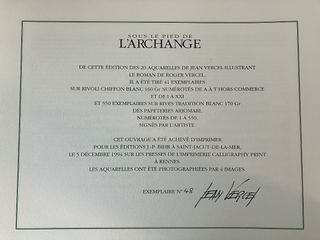 SOUS LE PIED DE
L'ARCHANGE
DE CETTE ÉDITION DES 20 AQUARELLES DE JEAN VERCEL ILLUSTRANT
LE ROMAN DE ROGER VERCEL,
IL A ÉTÉ TIRÉ 41 EXEMPLAIRES
SUR RIVOLI CHIFFON BLANC 160 Gr NUMÉROTÉS DE A À T HORS COMMERCE
ET DE I À XXI
ET 550 EXEMPLAIRES SUR RIVES TRADITION BLANC 170 Gr
DES PAPETERIES ARJOMARI,
NUMÉROTÉS DE 1 À 550,
SIGNÉS PAR L'ARTISTE
CET OUVRAGE A ÉTÉ ACHEVÉ D'IMPRIMER
POUR LES ÉDITIONS J.-P. BIHR À SAINT-JACUT-DE-LA-MER,
LE 5 DÉCEMBRE 1994 SUR LES PRESSES DE L'IMPRIMERIE CALLIGRAPHY PRINT
À RENNES
LES AQUARELLES ONT ÉTÉ PHOTOGRAPHIÉES PAR 4 IMAGES
EXEMPLAIRE N° 48 JEAN VERCEL